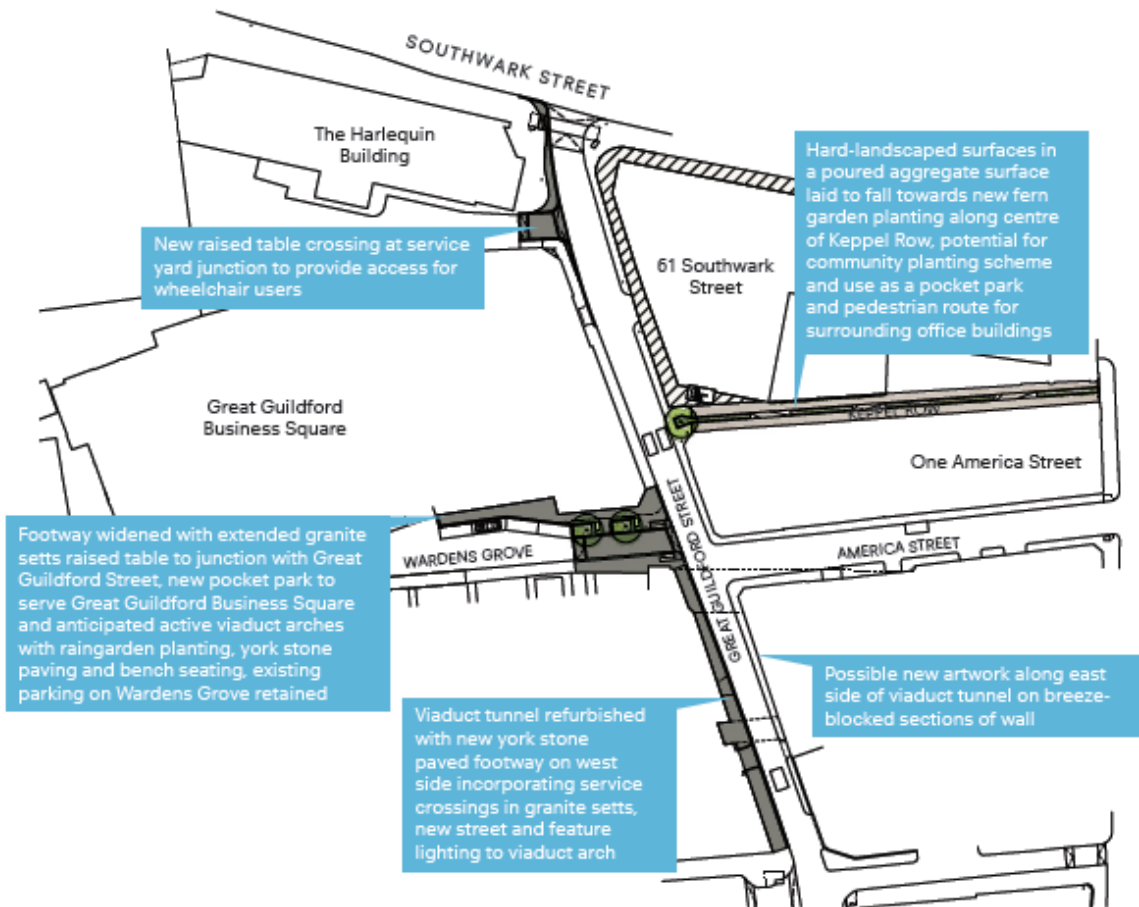 SOUTHWARK STREET
The Harlequin
Building
Hard-landscaped surfaces in
a poured aggregate surface
laid to fall towards new fern
garden planting along centre
of Keppel Row, potential for
community planting scheme
and use as a pocket park
and pedestrian route for
surrounding office buildings
New raised table crossing at service
yard junction to provide access for
wheelchair users
61 Southwark
Street
Great Guildford
Business Square
KEPPEL ROW
One America Street
Footway widened with extended granite
setts raised table to junction with Great
Guildford Street, new pocket park to
serve Great Guildford Business Square
and anticipated active viaduct arches
with raingarden planting, york stone
paving and bench seating, existing
parking on Wardens Grove retained
WARDENS GROVE
GREAT GUILDFORD STREET
AMERICA STREET
Possible new artwork along east
side of viaduct tunnel on breeze-
blocked sections of wall
Viaduct tunnel refurbished
with new york stone
paved footway on west
side incorporating service
crossings in granite setts,
new street and feature
lighting to viaduct arch